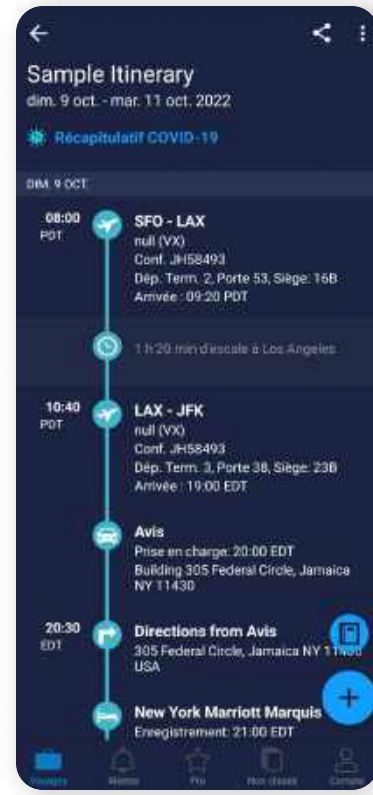 Sample Itinerary
dim. 9 oct. - mar. 11 oct. 2022
Récapitulatif COVID-19
DIM. 9 OCT.
08:00
PDT
SFO - LAX
null (VX)
Conf. JH58493
Dép. Term. 2, Porte 53, Siège: 16B
Arrivée : 09:20 PDT
1 h 20 min d'escale à Los Angeles
10:40
PDT
LAX - JFK
null (VX)
Conf. JH58493
Dép. Term. 3, Porte 38, Siège: 23B
Arrivée : 19:00 EDT
Avis
Prise en charge: 20:00 EDT
Building 305 Federal Circle, Jamaica
NY 11430
20:30
EDT
Directions from Avis
305 Federal Circle, Jamaica NY
USA
New York Marriott Marquis
Enregistrement: 21:00 EDT
Voyages
Alertes
Pro
Non classé
Compte